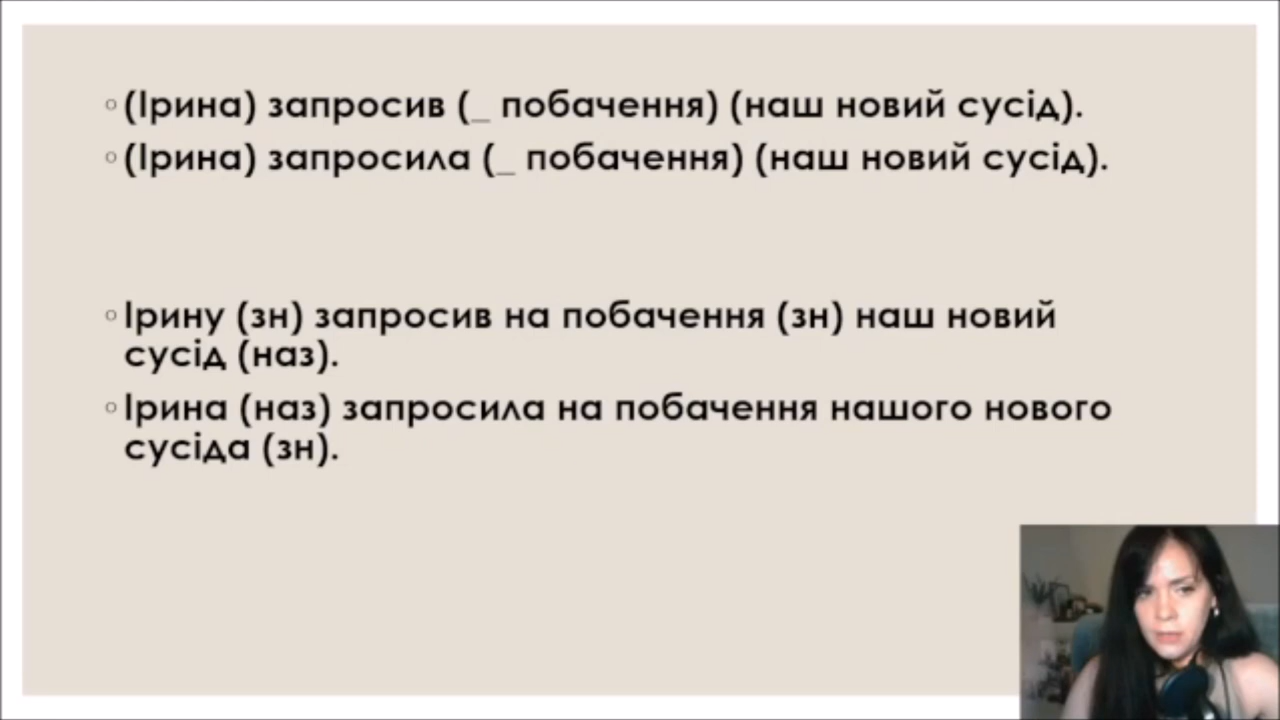 (Ірина) запросив (_ побачення) (наш новий сусід).
(Ірина) запросила (_ побачення) (наш новий сусід).
Ірину (зн) запросив на побачення (зн) наш новий
сусід (наз).
Ірина (наз) запросила на побачення нашого нового
сусіда (зн).